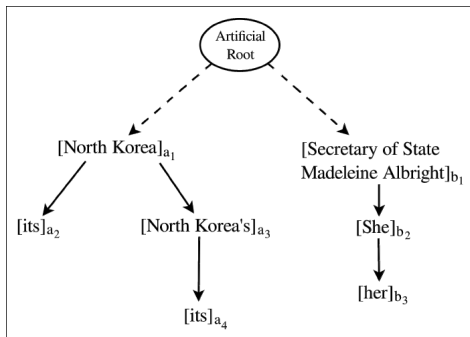 Artificial
Root
[North Korea]a1
[Secretary of State
Madeleine Albright]b1
[its]a2
[North Korea's]a3
[She]b2
[its]a4
[her]b3